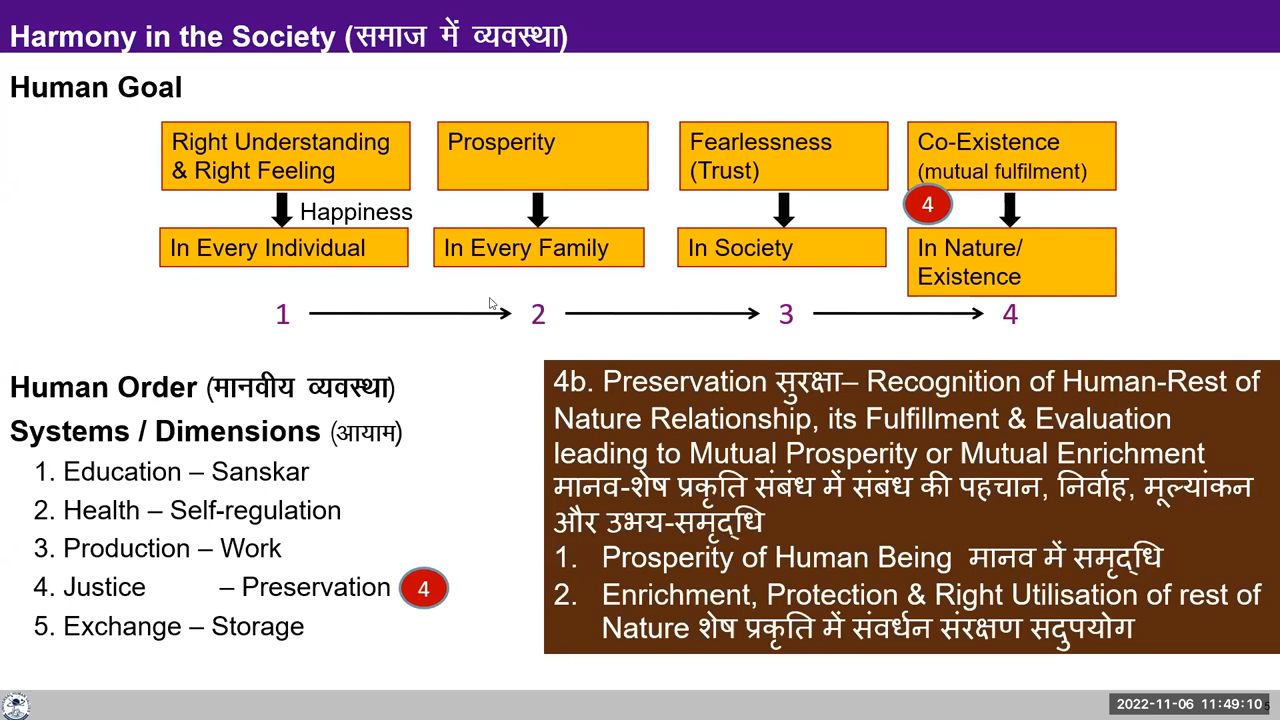 Harmony in the Society (समाज में व्यवस्था)
Human Goal
Right Understanding
& Right Feeling
Prosperity
Fearlessness
(Trust)
Co-Existence
(mutual fulfilment)
4
Happiness
In Every Individual
In Every Family
In Society
In Nature/
Existence
1
2
3
4
Human Order (मानवीय व्यवस्था)
Systems / Dimensions (आयाम)
1. Education – Sanskar
2. Health – Self-regulation
3. Production – Work
4. Justice – Preservation 4
5. Exchange – Storage
4b. Preservation सुरक्षा– Recognition of Human-Rest of
Nature Relationship, its Fulfillment & Evaluation
leading to Mutual Prosperity or Mutual Enrichment
मानव-शेष प्रकृति संबंध में संबंध की पहचान, निर्वाह, मूल्यांकन
और उभय-समृद्धि
1. Prosperity of Human Being मानव में समृद्धि
2. Enrichment, Protection & Right Utilisation of rest of
Nature शेष प्रकृति में संवर्धन संरक्षण सदुपयोग
2022-11-06 11:49:10
5